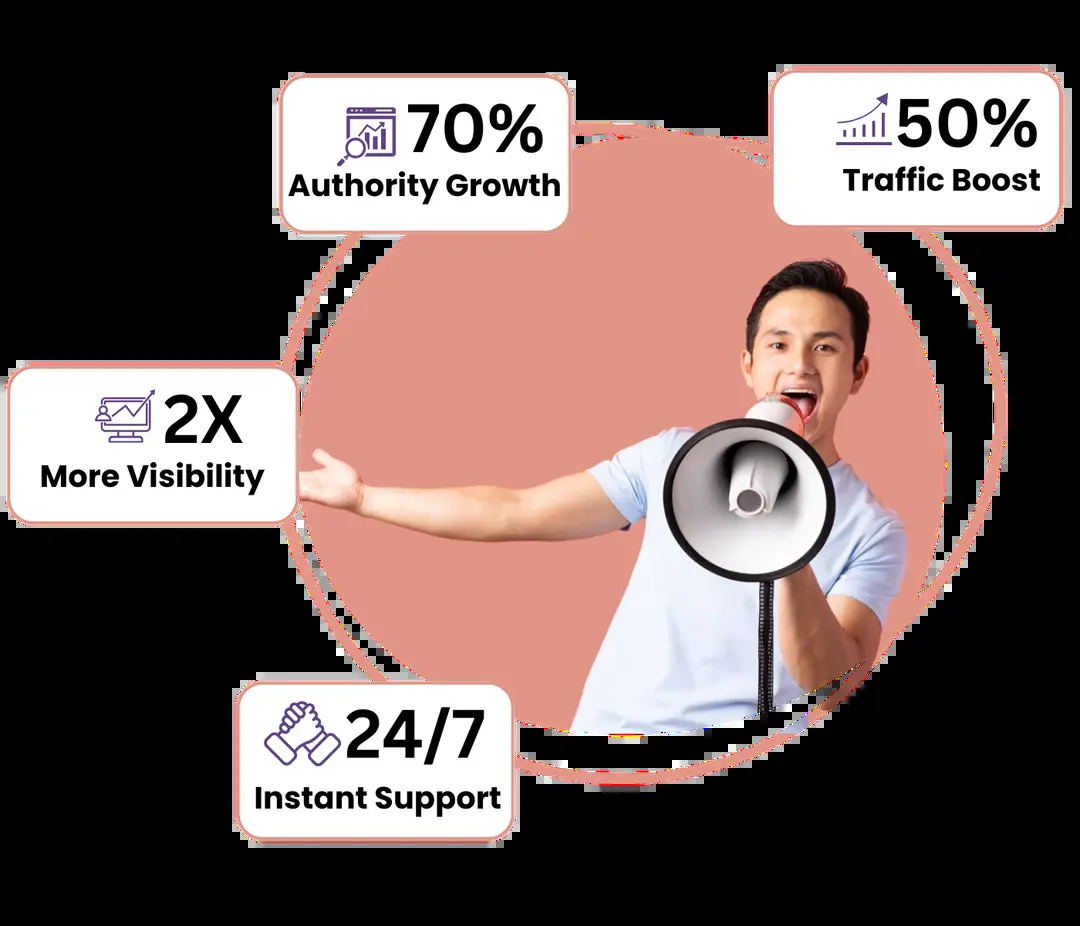 70%
Authority Growth
50%
Traffic Boost
2X
More Visibility
24/7
Instant Support